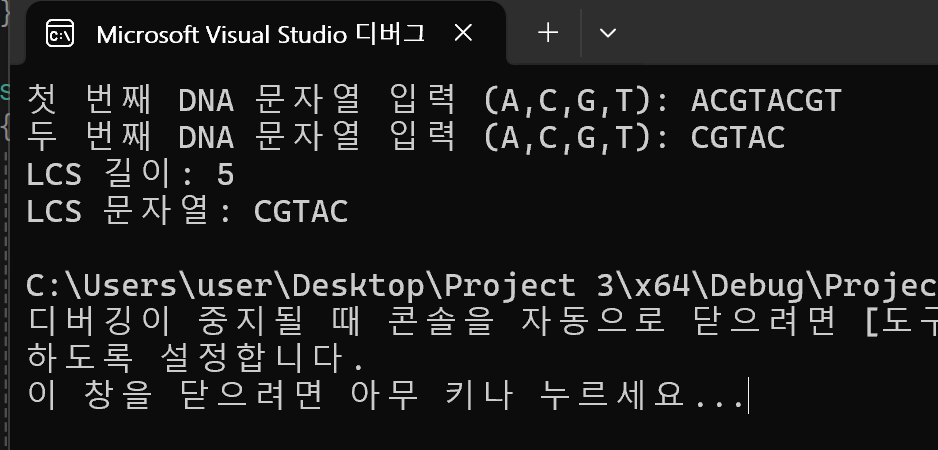 Microsoft Visual Studio 디버그
첫 번째 DNA 문자열 입력 (A,C,G,T): ACGTACGT
두 번째 DNA 문자열 입력 (A,C,G,T): CGTAC
LCS 길이: 5
LCS 문자열: CGTAC
C:\Users\user\Desktop\Project 3\x64\Debug\Projec
디버깅이 중지될 때 콘솔을 자동으로 닫으려면 [도구
하도록 설정합니다.
이 창을 닫으려면 아무 키나 누르세요...